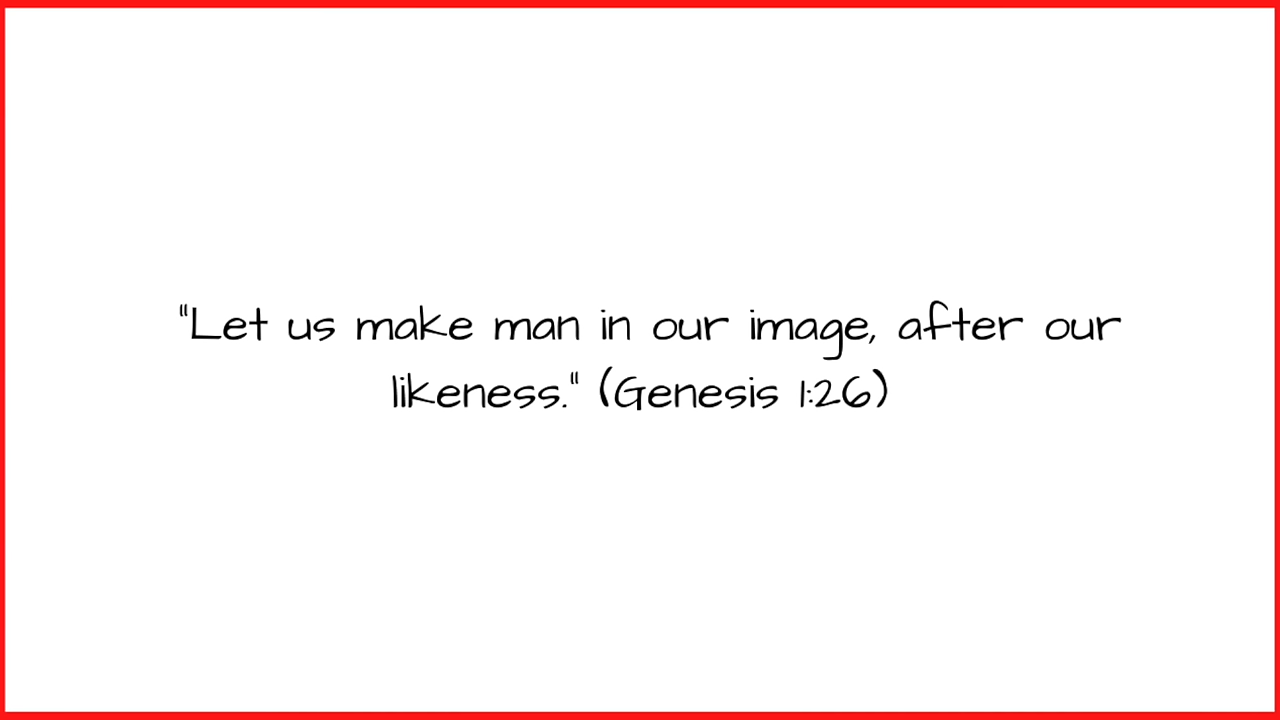 "Let us make man in our image, after our
likeness." (Genesis 1:26)